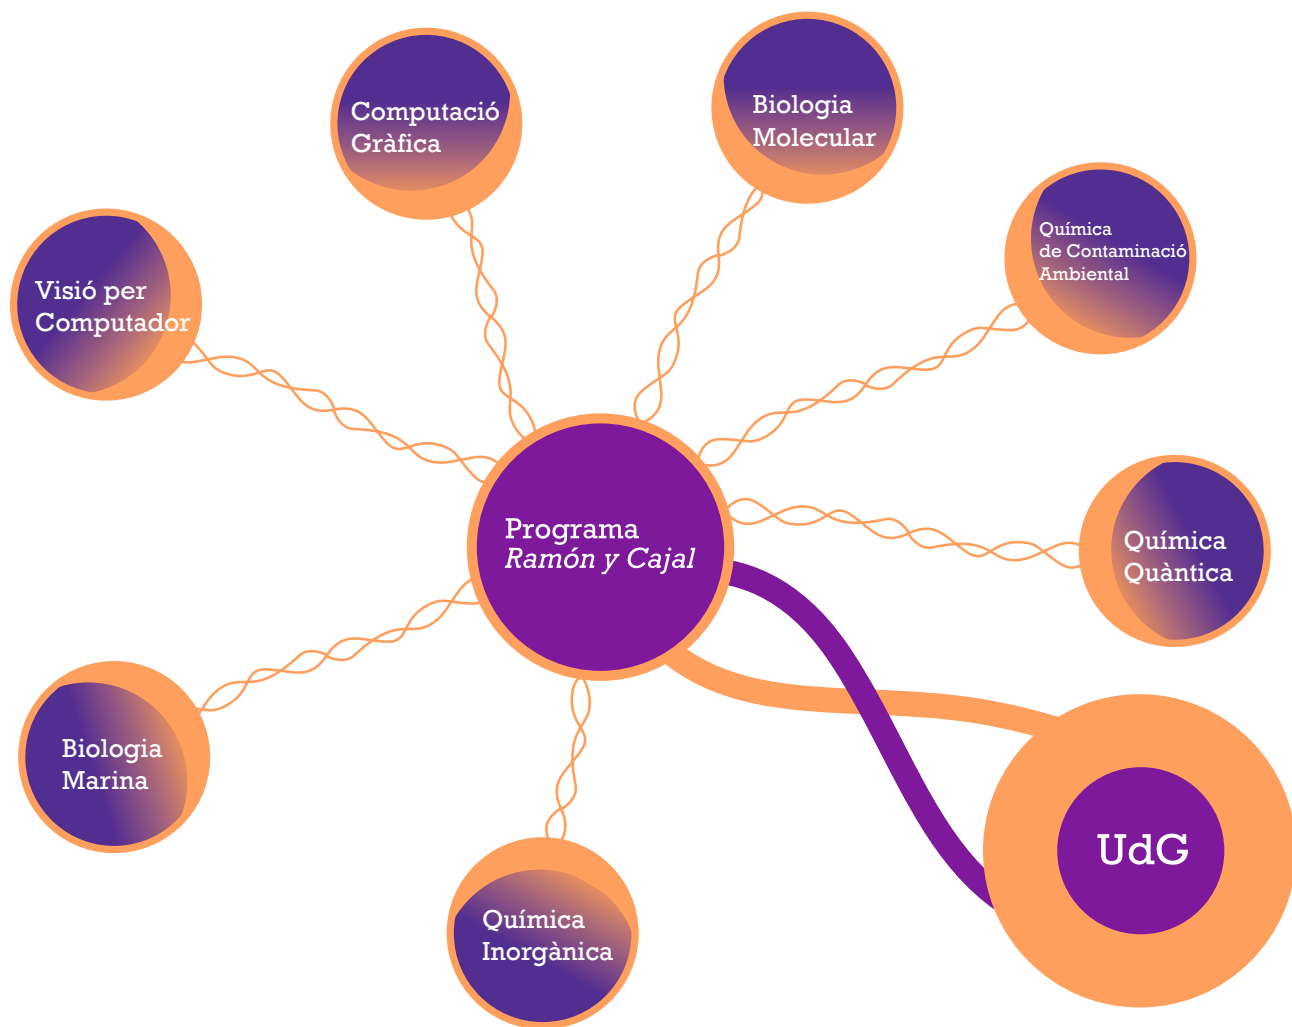 Computació
Gràfica
Biologia
Molecular
Química
de Contaminació
Ambiental
Visió per
Computador
Programa
Ramón y Cajal
Química
Quàntica
Biologia
Marina
UdG
Química
Inorgànica